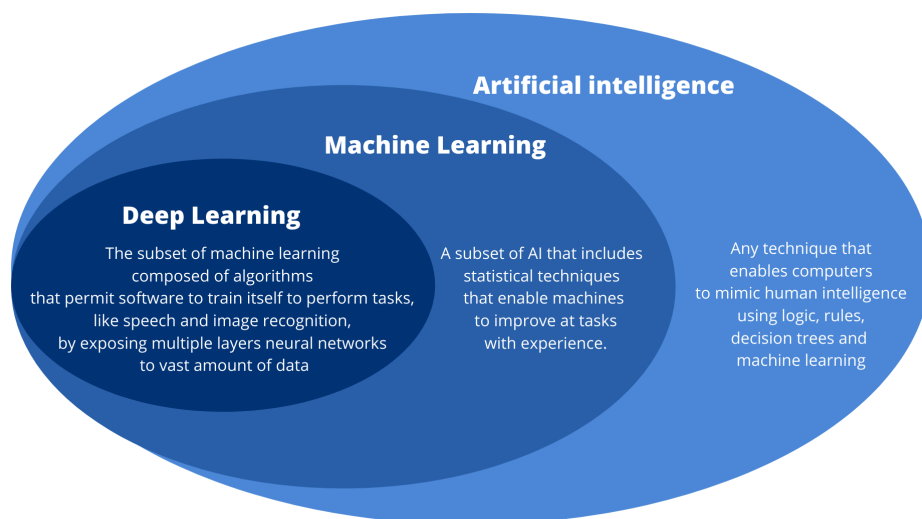 Artificial intelligence
Machine Learning
Deep Learning
The subset of machine learning
composed of algorithms
that permit software to train itself to perform tasks,
like speech and image recognition,
by exposing multiple layers neural networks
to vast amount of data
A subset of AI that includes
statistical techniques
that enable machines
to improve at tasks
with experience.
Any technique that
enables computers
to mimic human intelligence
using logic, rules,
decision trees and
machine learning